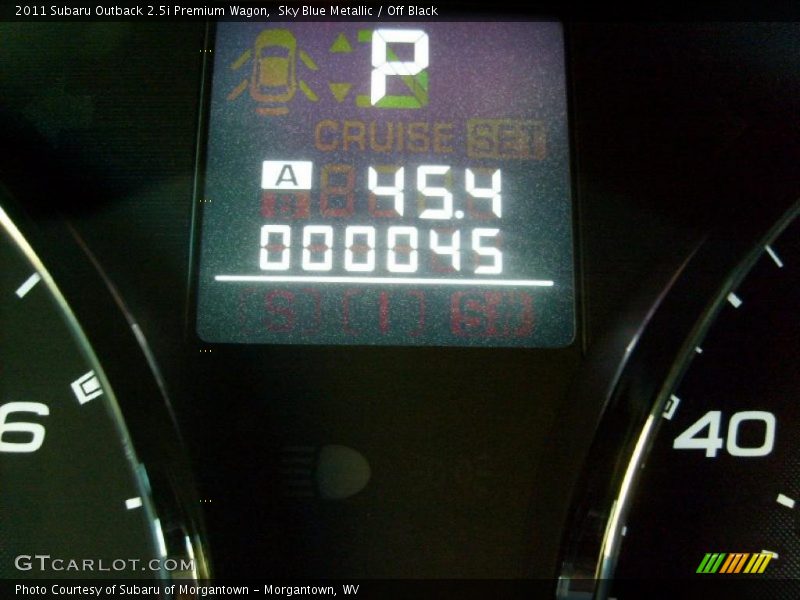 2011 Subaru Outback 2.5i Premium Wagon, Sky Blue Metallic / Off Black
P
CRUISE SET
A 45.4
000045
6
40
GTCARLOT.COM
Photo Courtesy of Subaru of Morgantown - Morgantown, WV